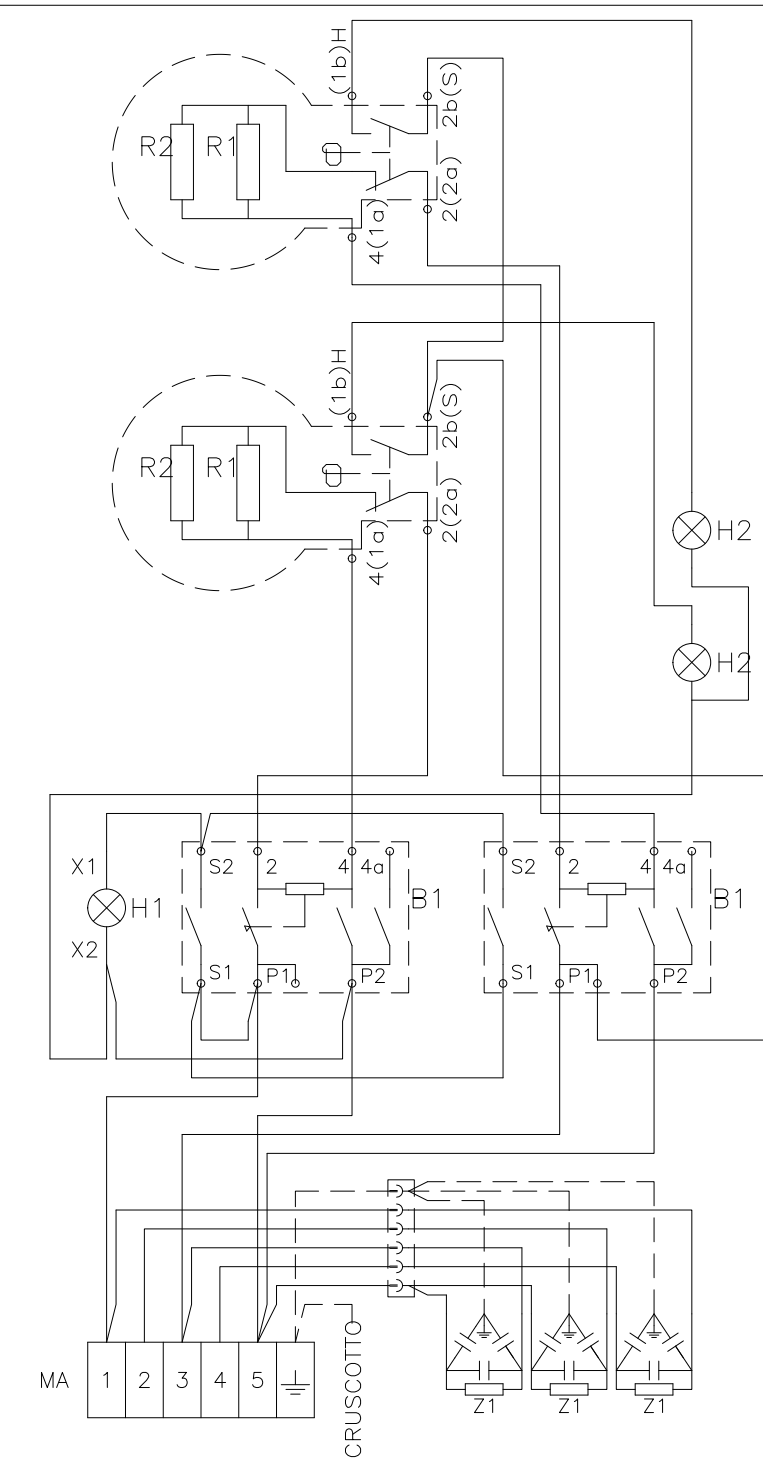 (1b)H
2b(S)
R2
R1
4(1a)
2(2a)
(1b)H
2b(S)
R2
R1
4(1a)
2(2a)
H2
H2
X1
H1
X2
S2
2
4
4a
B1
S1
P1
P2
S2
2
4
4a
B1
S1
P1
P2
MA
1
2
3
4
5
CRUSCOTTO
Z1
Z1
Z1